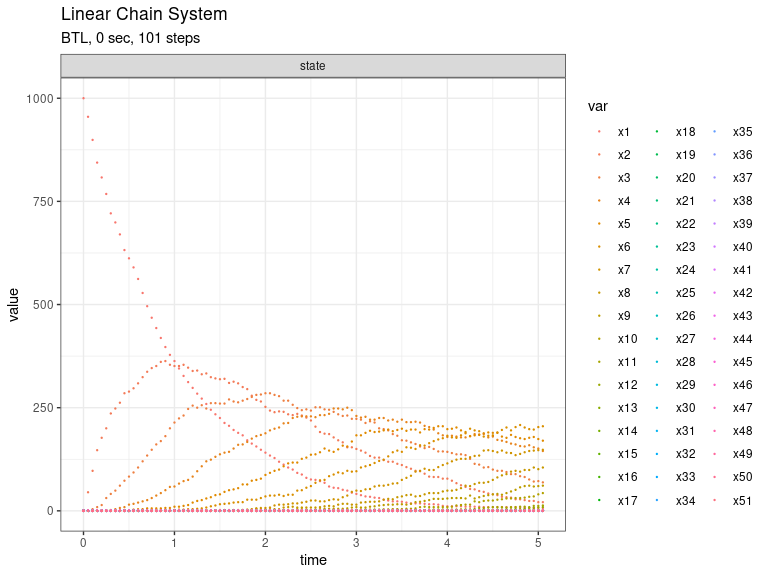 Linear Chain System
BTL, 0 sec, 101 steps
state
value
1000
750
500
250
0
0 1 2 3 4 5
time
var
x1 x18 x35
x2 x19 x36
x3 x20 x37
x4 x21 x38
x5 x22 x39
x6 x23 x40
x7 x24 x41
x8 x25 x42
x9 x26 x43
x10 x27 x44
x11 x28 x45
x12 x29 x46
x13 x30 x47
x14 x31 x48
x15 x32 x49
x16 x33 x50
x17 x34 x51